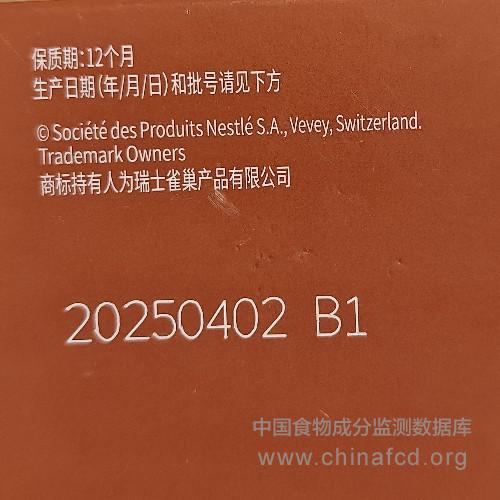 保质期:12个月
生产日期(年/月/日)和批号请见下方
© Société des Produits Nestlé S.A., Vevey, Switzerland.
Trademark Owners
商标持有人为瑞士雀巢产品有限公司
20250402 B1
中国食物成分监测数据库
www.chinafcd.org